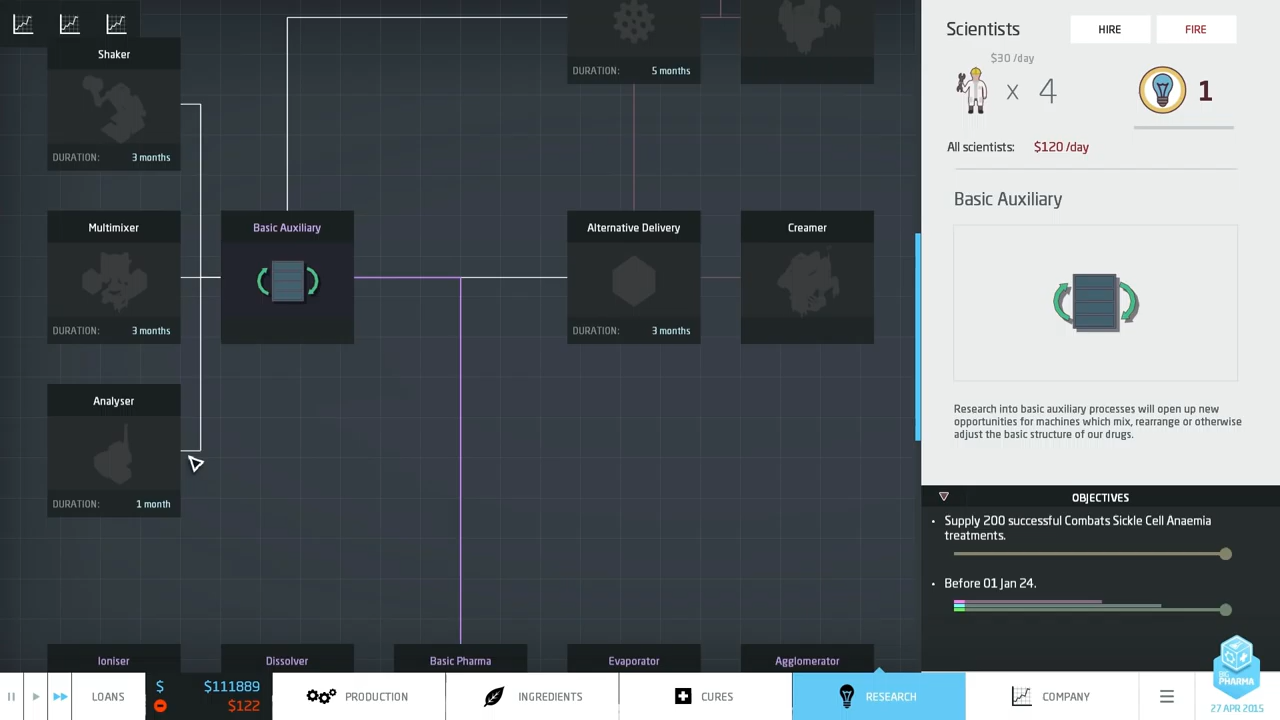 Shaker
DURATION: 3 months
DURATION: 5 months
Multimixer
DURATION: 3 months
Basic Auxiliary
Alternative Delivery
DURATION: 3 months
Creamer
Analyser
DURATION: 1 month
Ioniser
Dissolver
Basic Pharma
Evaporator
Agglomerator
Scientists
HIRE
FIRE
$30 /day
X 4
1
All scientists: $120 /day
Basic Auxiliary
Research into basic auxiliary processes will open up new
opportunities for machines which mix, rearrange or otherwise
adjust the basic structure of our drugs.
OBJECTIVES
• Supply 200 successful Combats Sickle Cell Anaemia
treatments.
• Before 01 Jan 24.
LOANS
$ $111889
$122
PRODUCTION
INGREDIENTS
CURES
RESEARCH
COMPANY
BIG
PHARMA
27 APR 2015